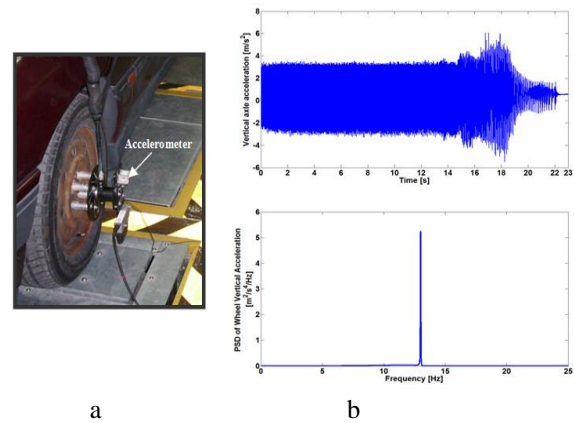 Accelerometer
8
6
4
2
0
-2
-4
-6
Vertical axle acceleration [m/s²]
0 2 4 6 8 10 12 14 16 18 20 22 23
Time [s]
6
5
4
3
2
1
0
PSD of Wheel Vertical Acceleration
[m²/s⁴/Hz]
0 5 10 15 20 25
Frequency [Hz]
a b